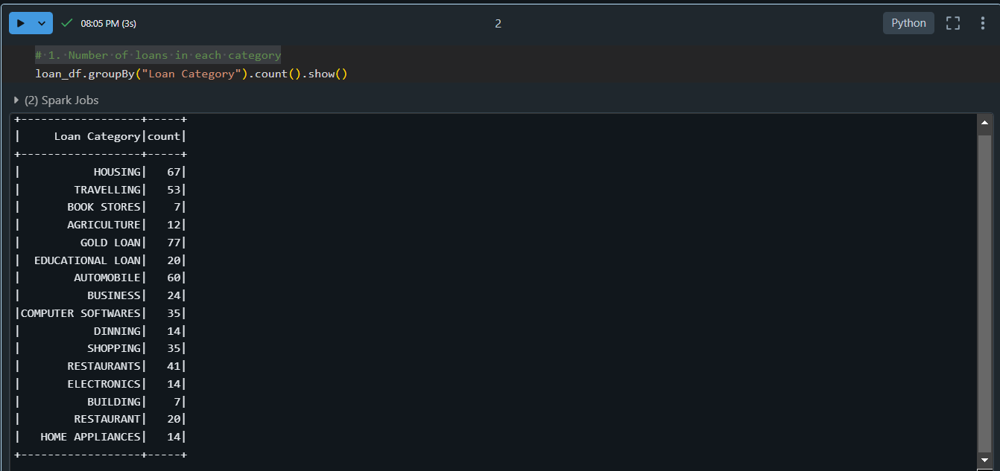 08:05 PM (3s)
2
Python
# 1. Number of loans in each category
loan_df.groupBy("Loan Category").count().show()
(2) Spark Jobs
+------------------+-----+
|     Loan Category|count|
+------------------+-----+
|           HOUSING|   67|
|        TRAVELLING|   53|
|       BOOK STORES|    7|
|       AGRICULTURE|   12|
|         GOLD LOAN|   77|
|  EDUCATIONAL LOAN|   20|
|        AUTOMOBILE|   60|
|          BUSINESS|   24|
|COMPUTER SOFTWARES|   35|
|           DINNING|   14|
|          SHOPPING|   35|
|       RESTAURANTS|   41|
|       ELECTRONICS|   14|
|          BUILDING|    7|
|        RESTAURANT|   20|
|   HOME APPLIANCES|   14|
+------------------+-----+